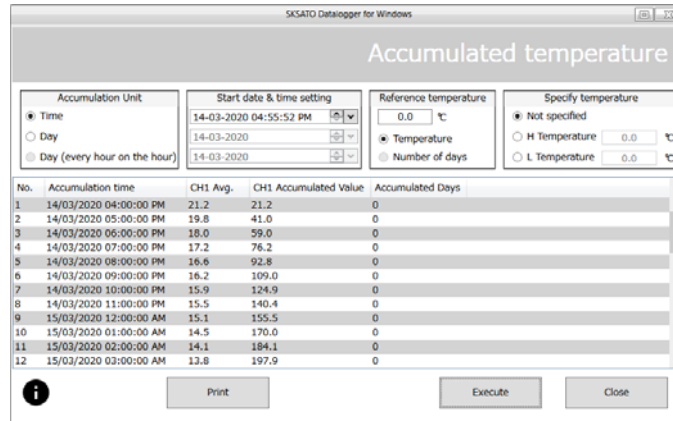 SKSATO Datalogger for Windows
Accumulated temperature
Accumulation Unit
Time
Day
Day (every hour on the hour)
Start date & time setting
14-03-2020 04:55:52 PM
14-03-2020
14-03-2020
Reference temperature
0.0 ℃
Temperature
Number of days
Specify temperature
Not specified
H Temperature 0.0 ℃
L Temperature 0.0 ℃
No. Accumulation time CH1 Avg. CH1 Accumulated Value Accumulated Days
1 14/03/2020 04:00:00 PM 21.2 21.2 0
2 14/03/2020 05:00:00 PM 19.8 41.0 0
3 14/03/2020 06:00:00 PM 18.0 59.0 0
4 14/03/2020 07:00:00 PM 17.2 76.2 0
5 14/03/2020 08:00:00 PM 16.6 92.8 0
6 14/03/2020 09:00:00 PM 16.2 109.0 0
7 14/03/2020 10:00:00 PM 15.9 124.9 0
8 14/03/2020 11:00:00 PM 15.5 140.4 0
9 15/03/2020 12:00:00 AM 15.1 155.5 0
10 15/03/2020 01:00:00 AM 14.5 170.0 0
11 15/03/2020 02:00:00 AM 14.1 184.1 0
12 15/03/2020 03:00:00 AM 13.8 197.9 0
Print
Execute
Close